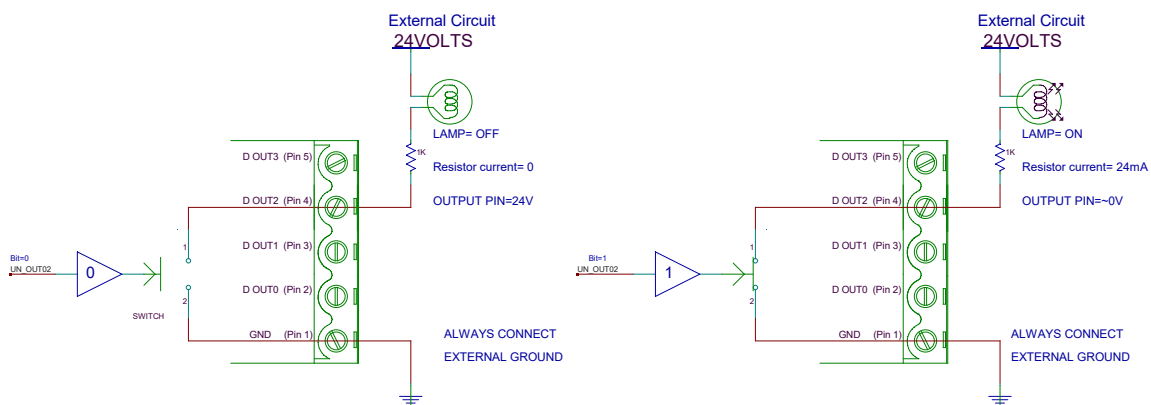 External Circuit
24VOLTS
LAMP= OFF
1K
D OUT3 (Pin 5)
Resistor current= 0
D OUT2 (Pin 4)
OUTPUT PIN=24V
1
D OUT1 (Pin 3)
Bit=0
UN_OUT02
0
2
D OUT0 (Pin 2)
SWITCH
GND (Pin 1)
ALWAYS CONNECT
EXTERNAL GROUND
External Circuit
24VOLTS
LAMP= ON
1K
D OUT3 (Pin 5)
Resistor current= 24mA
D OUT2 (Pin 4)
OUTPUT PIN=~0V
1
D OUT1 (Pin 3)
Bit=1
UN_OUT02
1
2
D OUT0 (Pin 2)
GND (Pin 1)
ALWAYS CONNECT
EXTERNAL GROUND